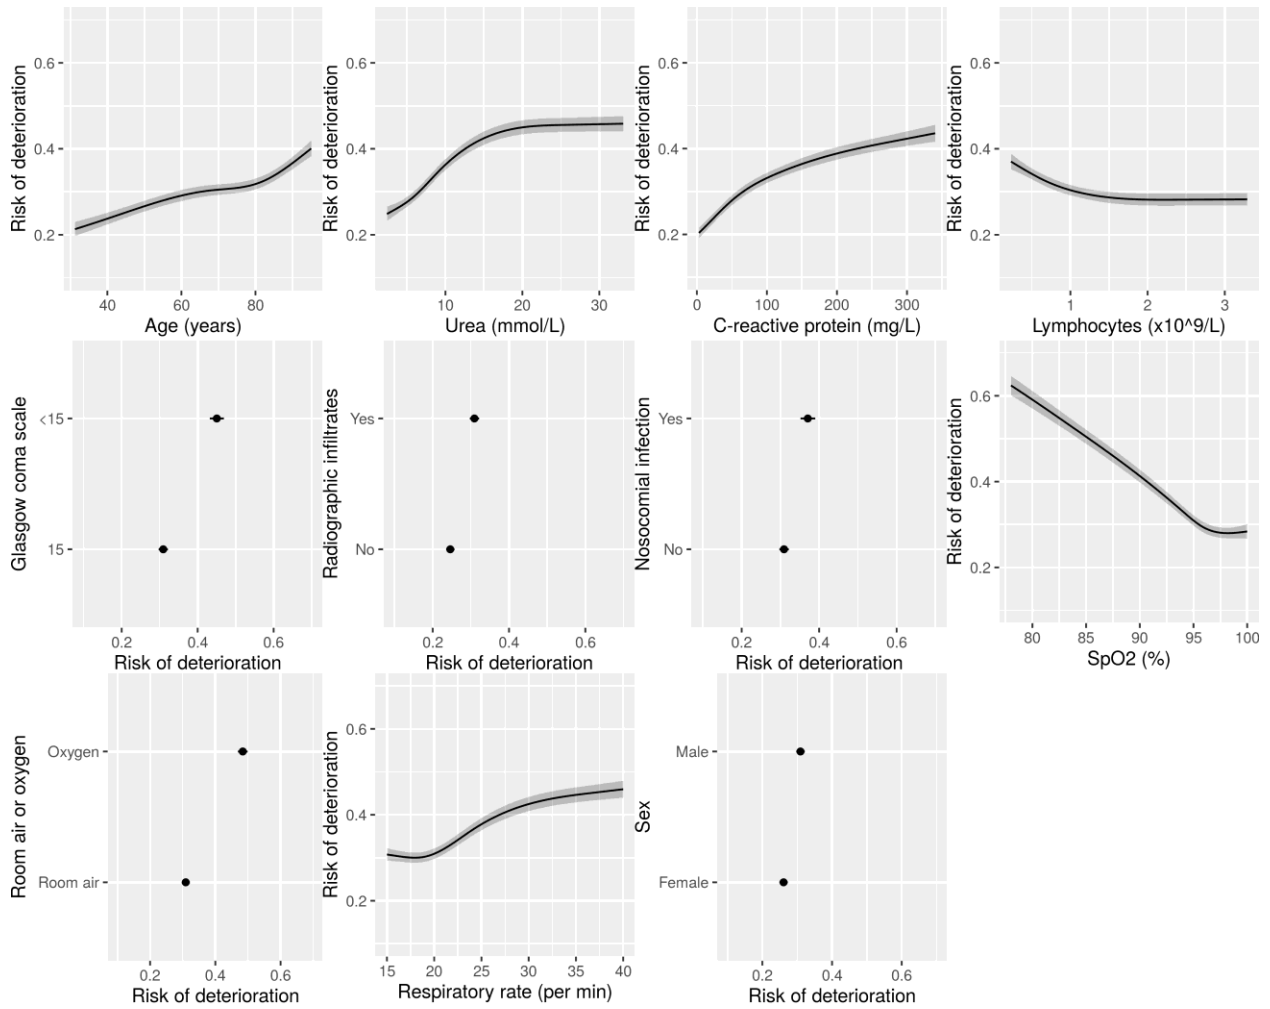 Risk of deterioration
0.6
0.4
0.2
40 60 80
Age (years)
Risk of deterioration
0.6
0.4
0.2
10 20 30
Urea (mmol/L)
Risk of deterioration
0.6
0.4
0.2
0 100 200 300
C-reactive protein (mg/L)
Risk of deterioration
0.6
0.4
0.2
1 2 3
Lymphocytes (x10^9/L)
Glasgow coma scale
<15
15
0.2 0.4 0.6
Risk of deterioration
Radiographic infiltrates
Yes
No
0.2 0.4 0.6
Risk of deterioration
Nosocomial infection
Yes
No
0.2 0.4 0.6
Risk of deterioration
Risk of deterioration
0.6
0.4
0.2
80 85 90 95 100
SpO2 (%)
Room air or oxygen
Oxygen
Room air
0.2 0.4 0.6
Risk of deterioration
Risk of deterioration
0.6
0.4
0.2
15 20 25 30 35 40
Respiratory rate (per min)
Sex
Male
Female
0.2 0.4 0.6
Risk of deterioration